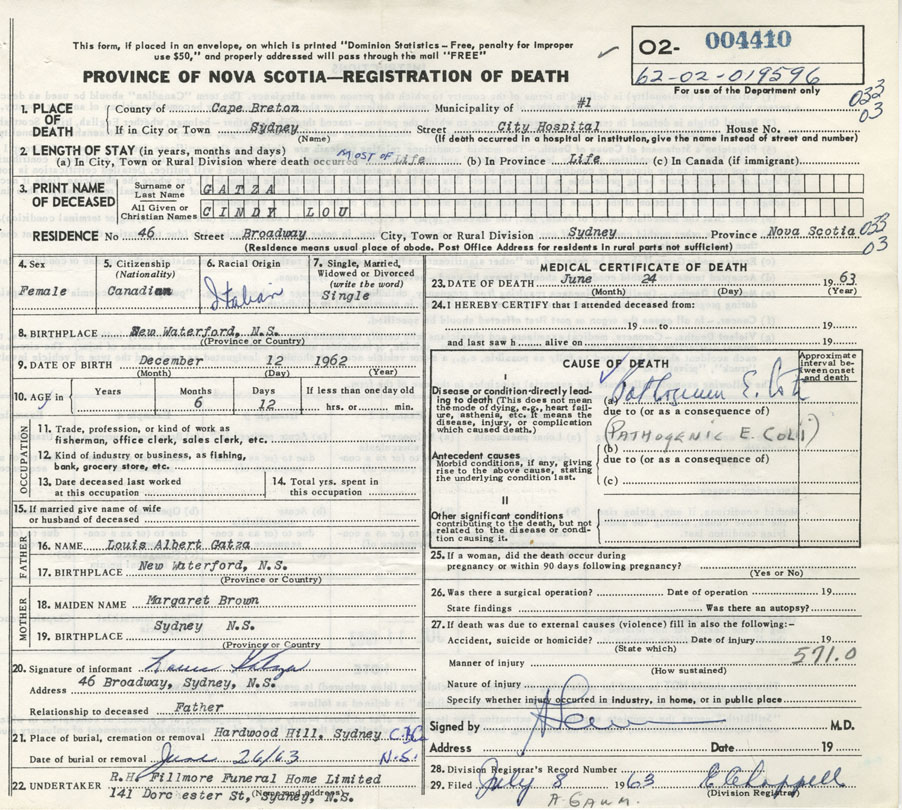 This form, if placed in an envelope, on which is printed "Dominion Statistics—Free, penalty for improper
use $50," and properly addressed will pass through the mail "FREE"
O2- 004410
62-02-019596
For use of the Department only
PROVINCE OF NOVA SCOTIA—REGISTRATION OF DEATH
033
03
1. PLACE OF DEATH
County of Cape Breton Municipality of #1
If in City or Town Sydney Street City Hospital House No.
(Name) (If death occurred in a hospital or institution, give the name instead of street and number)
2. LENGTH OF STAY (in years, months and days)
(a) In City, Town or Rural Division where death occurred MOST OF Life (b) In Province Life (c) In Canada (if immigrant)
3. PRINT NAME OF DECEASED
Surname or Last Name GATZA
All Given or Christian Names CINDY LOU
RESIDENCE No 46 Street Broadway City, Town or Rural Division Sydney Province Nova Scotia
033
03
(Residence means usual place of abode. Post Office Address for residents in rural parts not sufficient)
4. Sex
Female
5. Citizenship
(Nationality)
Canadian
6. Racial Origin
Italian
7. Single, Married,
Widowed or Divorced
(write the word)
Single
8. BIRTHPLACE New Waterford, N.S.
(Province or Country)
9. DATE OF BIRTH December 12 1962
(Month) (Day) (Year)
10. AGE in
Years Months Days If less than one day old
6 12 hrs. or min.
OCCUPATION
11. Trade, profession, or kind of work as
fisherman, office clerk, sales clerk, etc.
12. Kind of industry or business, as fishing,
bank, grocery store, etc.
13. Date deceased last worked
at this occupation
14. Total yrs. spent in
this occupation
15. If married give name of wife
or husband of deceased
FATHER
16. NAME Louis Albert Gatza
17. BIRTHPLACE New Waterford, N.S.
(Province or Country)
MOTHER
18. MAIDEN NAME Margaret Brown
19. BIRTHPLACE Sydney N.S.
(Province or Country
20. Signature of informant Louis Gatza
Address 46 Broadway, Sydney, N.S.
Relationship to deceased Father
21. Place of burial, cremation or removal Hardwood Hill. Sydney C.B.
Date of burial or removal June 26/63 N.S.
22. UNDERTAKER R.H. Fillmore Funeral Home Limited
141 Dorc ester St, Sydney, N.S.
(Name and address)
MEDICAL CERTIFICATE OF DEATH
23. DATE OF DEATH June 24 1963
(Month) (Day) (Year)
24. I HEREBY CERTIFY that I attended deceased from:
19 to 19
and last saw h alive on 19
CAUSE OF DEATH
Approximate
interval be-
tween onset
and death
I
Disease or condition directly lead-
ing to death (This does not mean
the mode of dying, e.g., heart fail-
ure, asthenia, etc. It means the
disease, injury, or complication
which caused death.)
(a)
due to (or as a consequence of)
(PATHOGENIC E. COLI)
(b)
due to (or as a consequence of)
Antecedent causes
Morbid conditions, if any, giving
rise to the above cause, stating
the underlying condition last.
(c)
II
Other significant conditions
contributing to the death, but not
related to the disease or condi-
tion causing it.
25. If a woman, did the death occur during
pregnancy or within 90 days following pregnancy?
(Yes or No)
26. Was there a surgical operation? Date of operation 19
State findings Was there an autopsy?
27. If death was due to external causes (violence) fill in also the following:—
Accident, suicide or homicide? Date of injury 19
(State which)
571.0
Manner of injury
(How sustained)
Nature of injury
Specify whether injury occurred in industry, in home, or in public place
Signed by M.D.
Address Date 19
28. Division Registrar's Record Number
29. Filed July 8 1963 Chappell
(Division Registrar)